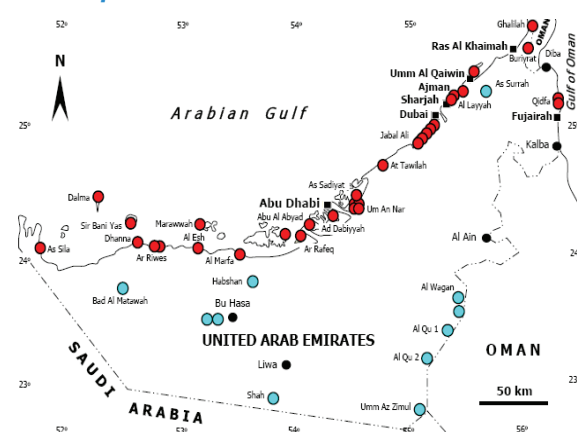 52°
53°
54°
55°
Ghalilah
OMAN
N
Ras Al Khaimah
Buriyrat
Diba
Gulf of Oman
Umm Al Qaiwin
As Surrah
Ajman
Arabian Gulf
Sharjah
Al Layyah
Qidfa
Dubai
Fujairah
25°
25°
Jabal Ali
Kalba
At Tawilah
As Sadiyat
Dalma
Abu Dhabi
Um An Nar
Sir Bani Yas
Marawwah
Abu Al Abyad
Ad Dabiyyah
Dhanna
Al Esh
Al Ain
As Sila
Ar Riwes
Al Marfa
Ar Rafeq
24°
24°
Habshan
Bad Al Matawah
Al Wagan
Bu Hasa
Al Qu 1
UNITED ARAB EMIRATES
OMAN
SAUDI
Al Qu 2
Liwa
23°
23
Shah
50 km
ARABIA
Umm Az Zimul
52°
53°
54°
55°
56°